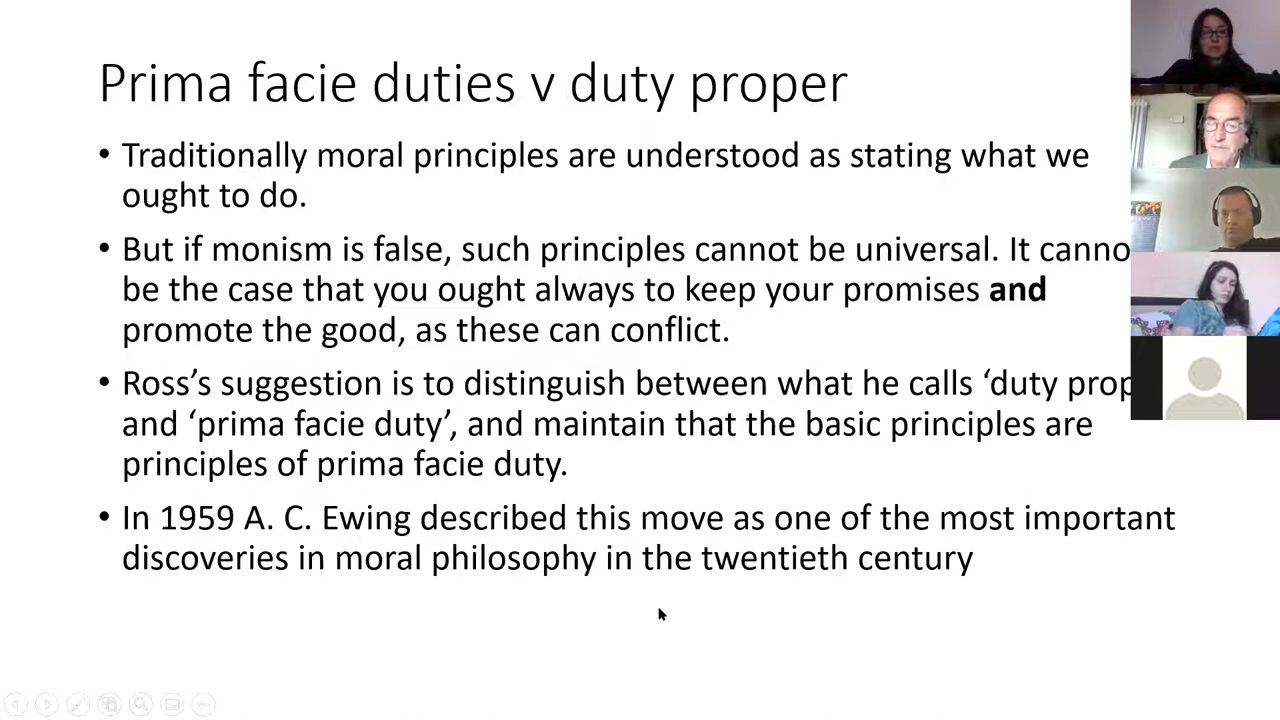 Prima facie duties v duty proper
• Traditionally moral principles are understood as stating what we
ought to do.
• But if monism is false, such principles cannot be universal. It canno
be the case that you ought always to keep your promises and
promote the good, as these can conflict.
• Ross’s suggestion is to distinguish between what he calls ‘duty prop
and ‘prima facie duty’, and maintain that the basic principles are
principles of prima facie duty.
• In 1959 A. C. Ewing described this move as one of the most important
discoveries in moral philosophy in the twentieth century